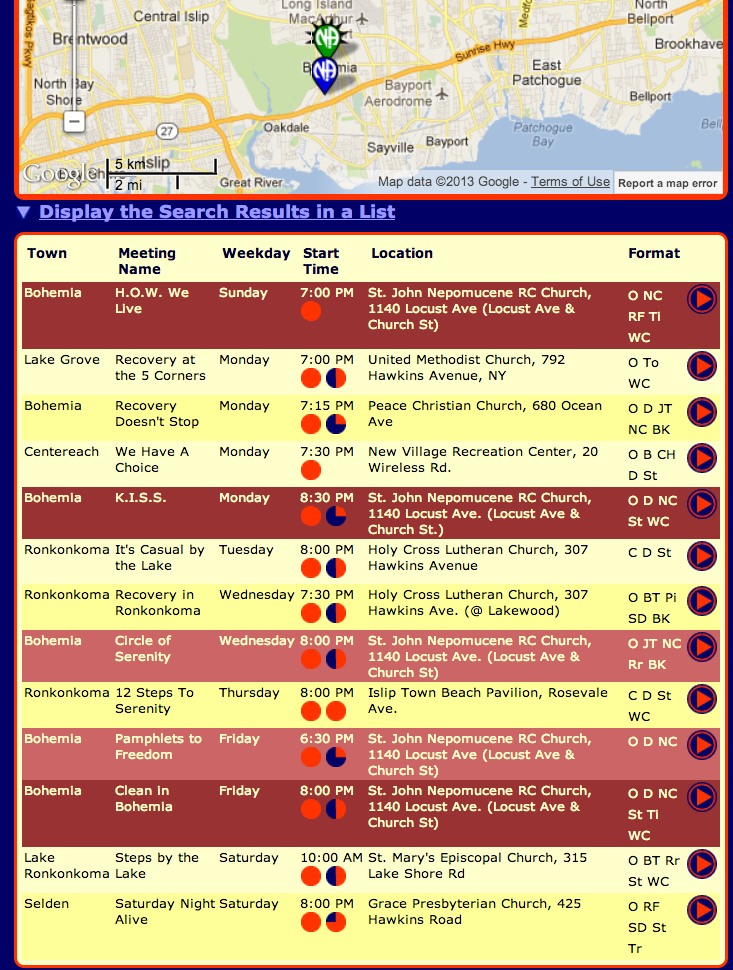 Long Island
MacArthur
North
Bellport
Central Islip
Brentwood
NA
Sunrise Hwy
Brookhave
East
Patchogue
NA
North Bay
Shore
Bayport
Aerodrome
Bellport
27
Oakdale
Patchogue
Bay
Sayville
Bayport
5 km
2 mi
Google
Great River
Map data ©2013 Google - Terms of Use
Report a map error
▼ Display the Search Results in a List
Town Meeting Name Weekday Start Time Location Format
Bohemia H.O.W. We Sunday 7:00 PM St. John Nepomucene RC Church, O NC
Live 1140 Locust Ave (Locust Ave & RF Ti
Church St) WC
Lake Grove Recovery at Monday 7:00 PM United Methodist Church, 792 O To
the 5 Corners Hawkins Avenue, NY WC
Bohemia Recovery Monday 7:15 PM Peace Christian Church, 680 Ocean O D JT
Doesn't Stop Ave NC BK
Centereach We Have A Monday 7:30 PM New Village Recreation Center, 20 O B CH
Choice Wireless Rd. D St
Bohemia K.I.S.S. Monday 8:30 PM St. John Nepomucene RC Church, O D NC
1140 Locust Ave. (Locust Ave & St WC
Church St.)
Ronkonkoma It's Casual by Tuesday 8:00 PM Holy Cross Lutheran Church, 307 C D St
the Lake Hawkins Avenue
Ronkonkoma Recovery in Wednesday 7:30 PM Holy Cross Lutheran Church, 307 O BT Pi
Ronkonkoma Hawkins Ave. (@ Lakewood) SD BK
Bohemia Circle of Wednesday 8:00 PM St. John Nepomucene RC Church, O JT NC
Serenity 1140 Locust Ave. (Locust Ave & Rr BK
Church St)
Ronkonkoma 12 Steps To Thursday 8:00 PM Islip Town Beach Pavilion, Rosevale C D St
Serenity Ave. WC
Bohemia Pamphlets to Friday 6:30 PM St. John Nepomucene RC Church, O D NC
Freedom 1140 Locust Ave (Locust Ave &
Church St)
Bohemia Clean in Friday 8:00 PM St. John Nepomucene RC Church, O D NC
Bohemia 1140 Locust Ave. (Locust Ave & St Ti
Church St) WC
Lake Steps by the Saturday 10:00 AM St. Mary's Episcopal Church, 315 O BT Rr
Ronkonkoma Lake Lake Shore Rd St WC
Selden Saturday Night Saturday 8:00 PM Grace Presbyterian Church, 425 O RF
Alive Hawkins Road SD St
Tr